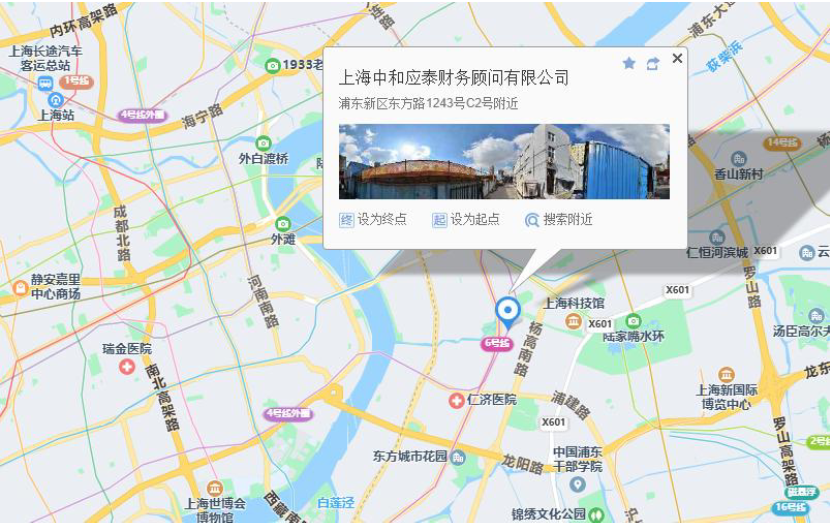 内环高架路
上海长途汽车
客运总站
1号线
上海站
4号线外圈
海宁路
1933老
外白渡桥
外滩
成都北路
河南南路
静安嘉里
中心商场
瑞金医院
南北高架路
4号线外圈
上海世博会
博物馆
西藏南
白莲泾
浦东大
荻柴浜
上海中和应泰财务顾问有限公司
浦东新区东方路1243号C2号附近
终 设为终点
起 设为起点
搜索附近
14号线
杨
香山新村
仁恒河滨城
X601
云
罗山路
X601
上海科技馆
X601
陆家嘴水环
汤臣高尔夫
6号线
杨高南路
仁济医院
浦建路
X601
上海新国际
博览中心
龙东
罗山高架路
2号线
东方城市花园
龙阳路
中国浦东
干部学院
锦绣文化公园
磁悬浮
16号线